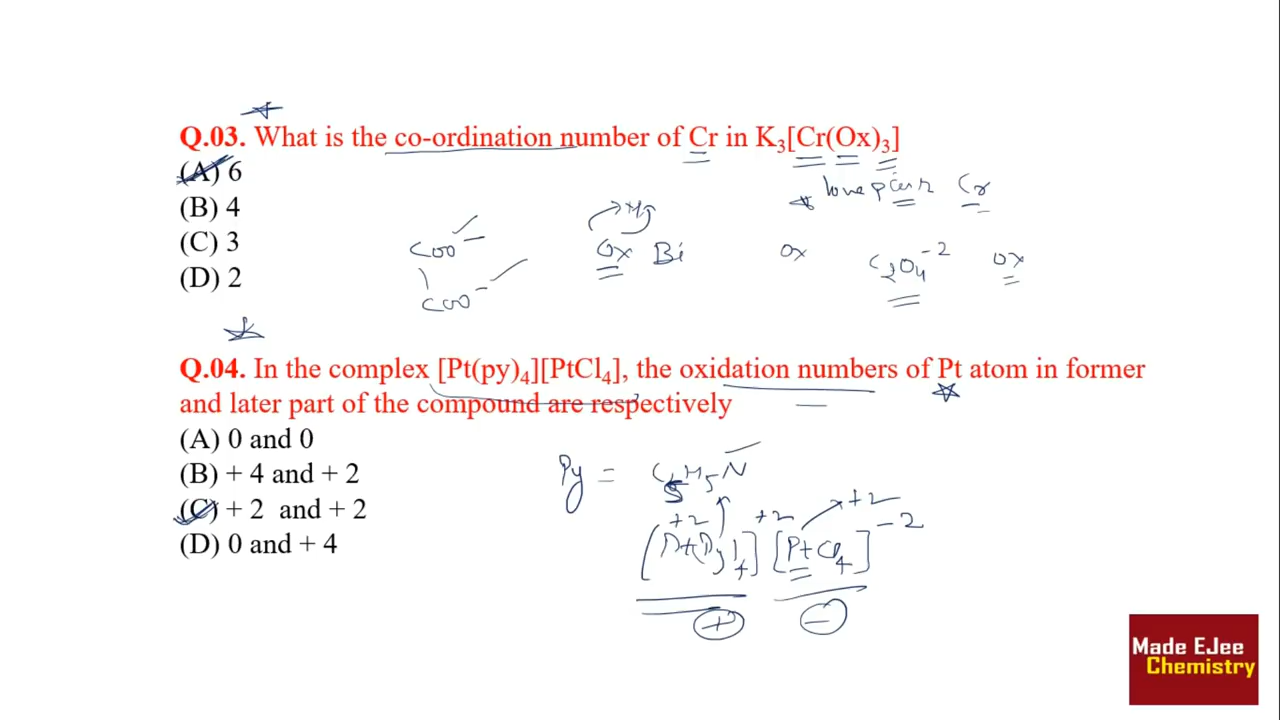 Q.03. What is the co-ordination number of Cr in K₃[Cr(Ox)₃]
(A) 6
lone Cr
(B) 4
Coo⁻
Ox Bi
Ox
C₂O₄⁻²
Ox
(C) 3
(D) 2
Coo⁻
Q.04. In the complex [Pt(py)₄][PtCl₄], the oxidation numbers of Pt atom in former
and later part of the compound are respectively
(A) 0 and 0
(B) + 4 and + 2
Py = C₅H₅N
(C) + 2 and + 2
+2 +2 +2
[Pt(Py)₄] [PtCl₄]⁻²
(D) 0 and + 4
+ −
Made EJee
Chemistry